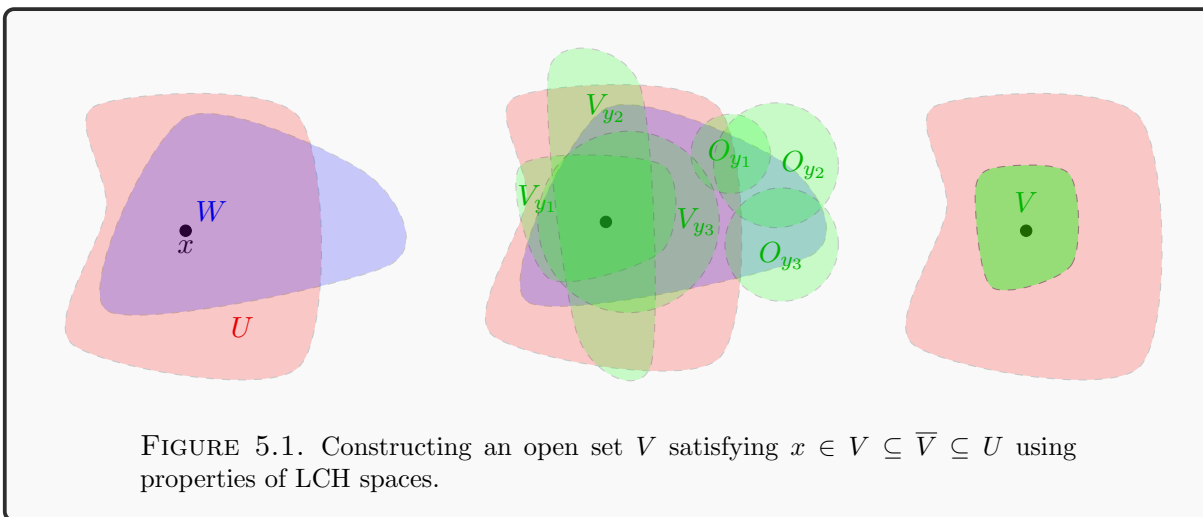 W
x
U
V_{y_2}
O_{y_1}
O_{y_2}
V_{y_1}
V_{y_3}
O_{y_3}
V
FIGURE 5.1. Constructing an open set V satisfying x ∈ V ⊆ V̅ ⊆ U using
properties of LCH spaces.